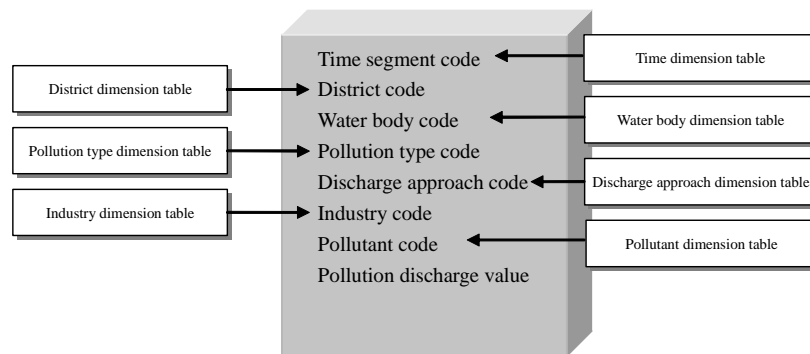 Time segment code
Time dimension table
District dimension table
District code
Water body code
Water body dimension table
Pollution type dimension table
Pollution type code
Discharge approach code
Discharge approach dimension table
Industry dimension table
Industry code
Pollutant code
Pollutant dimension table
Pollution discharge value